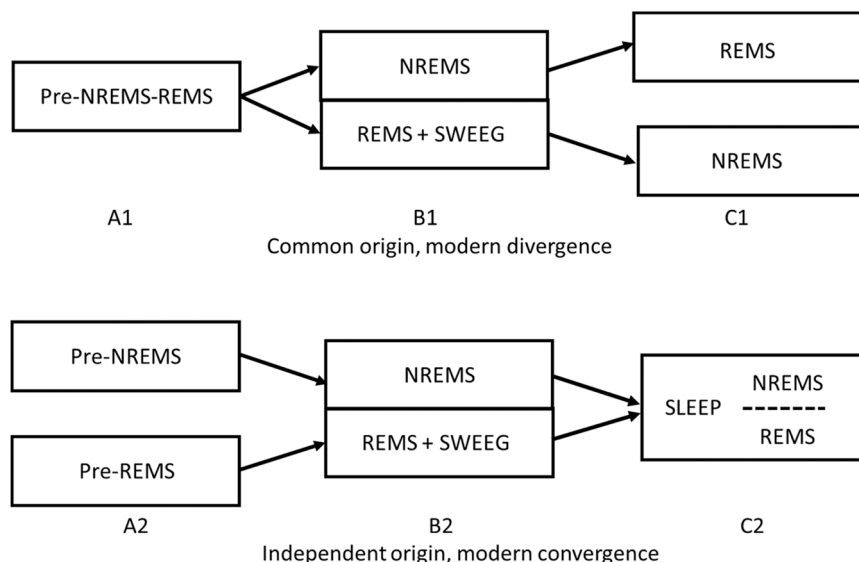 Pre-NREMS-REMS
NREMS
REMS + SWEEG
REMS
NREMS
A1
B1
C1
Common origin, modern divergence
Pre-NREMS
Pre-REMS
NREMS
REMS + SWEEG
SLEEP
NREMS
REMS
A2
B2
C2
Independent origin, modern convergence